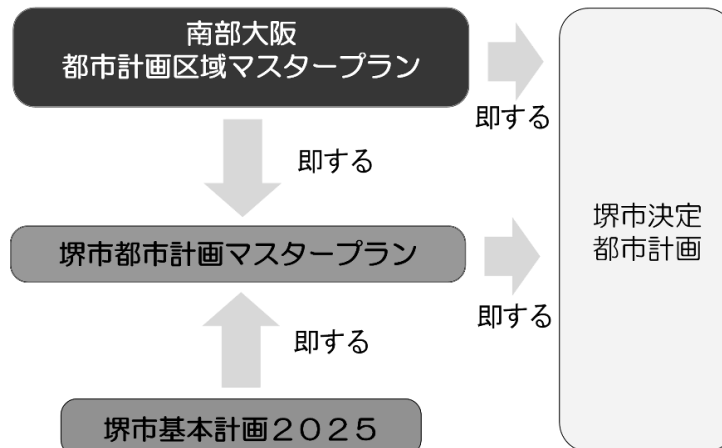 南部大阪
都市計画区域マスタープラン
即する
即する
堺市決定
都市計画
堺市都市計画マスタープラン
即する
即する
堺市基本計画２０２５